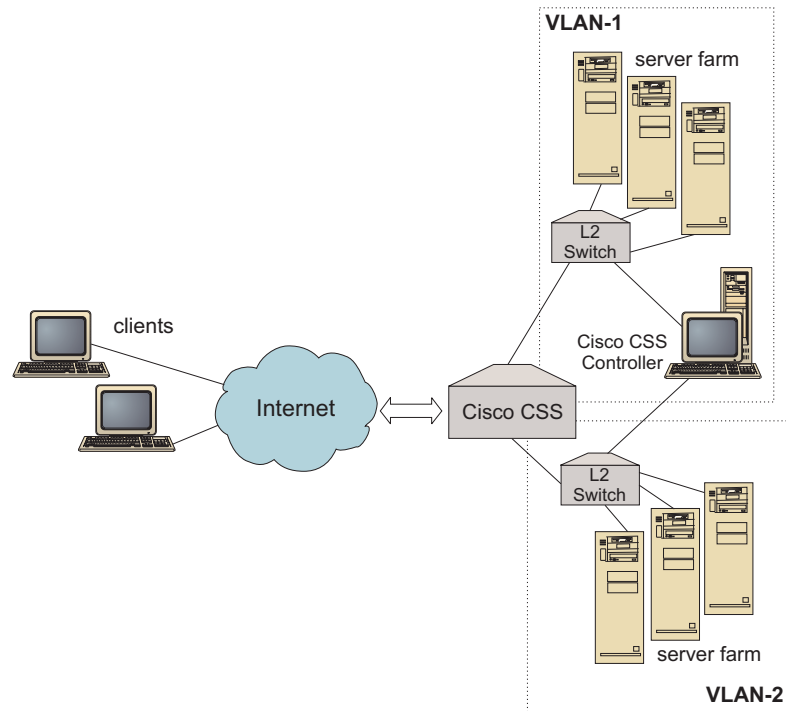 VLAN-1
server farm
L2
Switch
clients
Cisco CSS
Controller
Internet
Cisco CSS
L2
Switch
server farm
VLAN-2